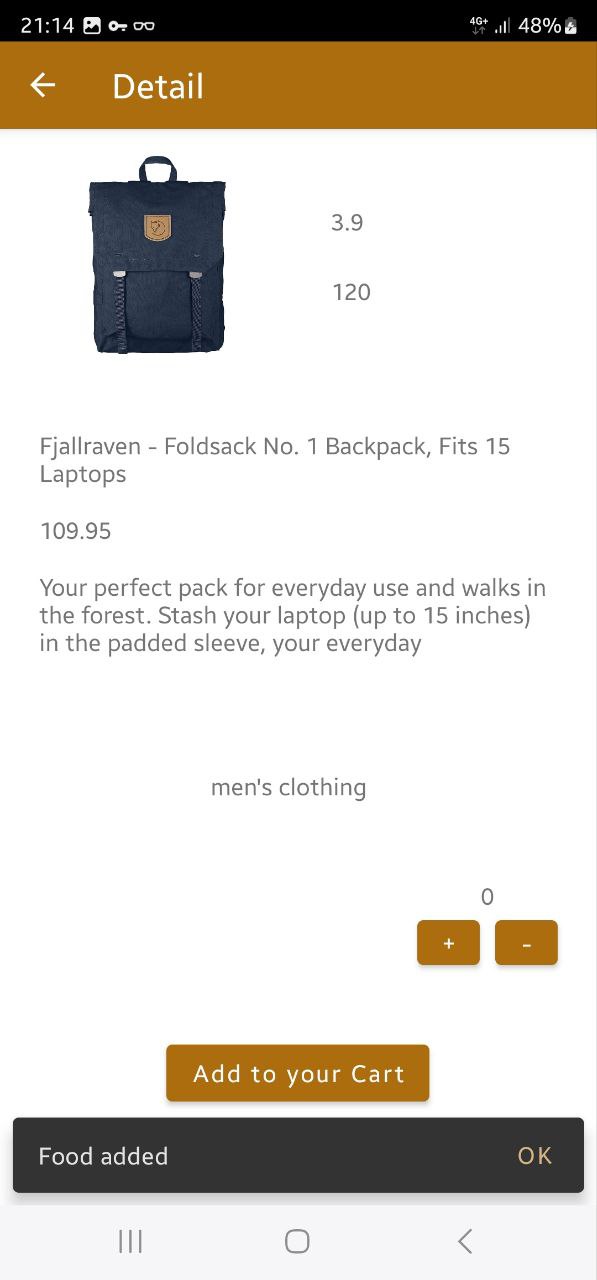 21:14
4G+
48%
Detail
3.9
120
Fjallraven - Foldsack No. 1 Backpack, Fits 15
Laptops
109.95
Your perfect pack for everyday use and walks in
the forest. Stash your laptop (up to 15 inches)
in the padded sleeve, your everyday
men's clothing
0
+ -
Add to your Cart
Food added OK